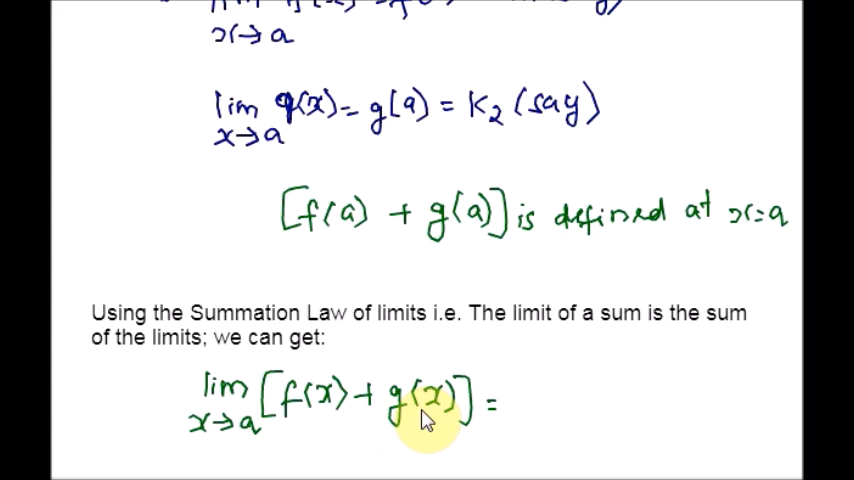 x→a
lim g(x) = g(a) = K₂ (say)
x→a
[f(a) + g(a)] is defined at x=a
Using the Summation Law of limits i.e. The limit of a sum is the sum
of the limits; we can get:
lim [f(x) + g(x)] =
x→a